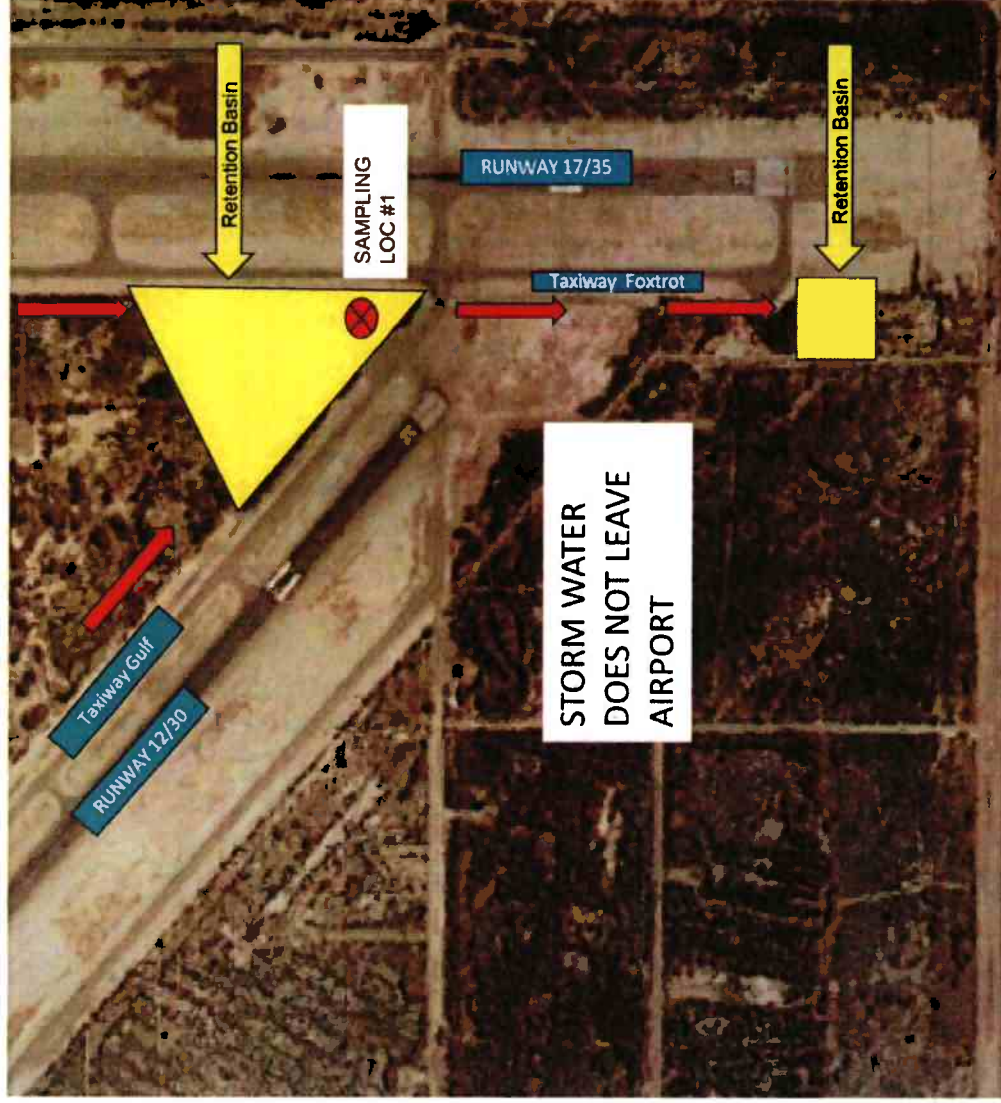 Retention Basin
Retention Basin
SAMPLING
LOC #1
RUNWAY 17/35
Taxiway Foxtrot
Taxiway Gulf
RUNWAY 12/30
STORM WATER
DOES NOT LEAVE
AIRPORT